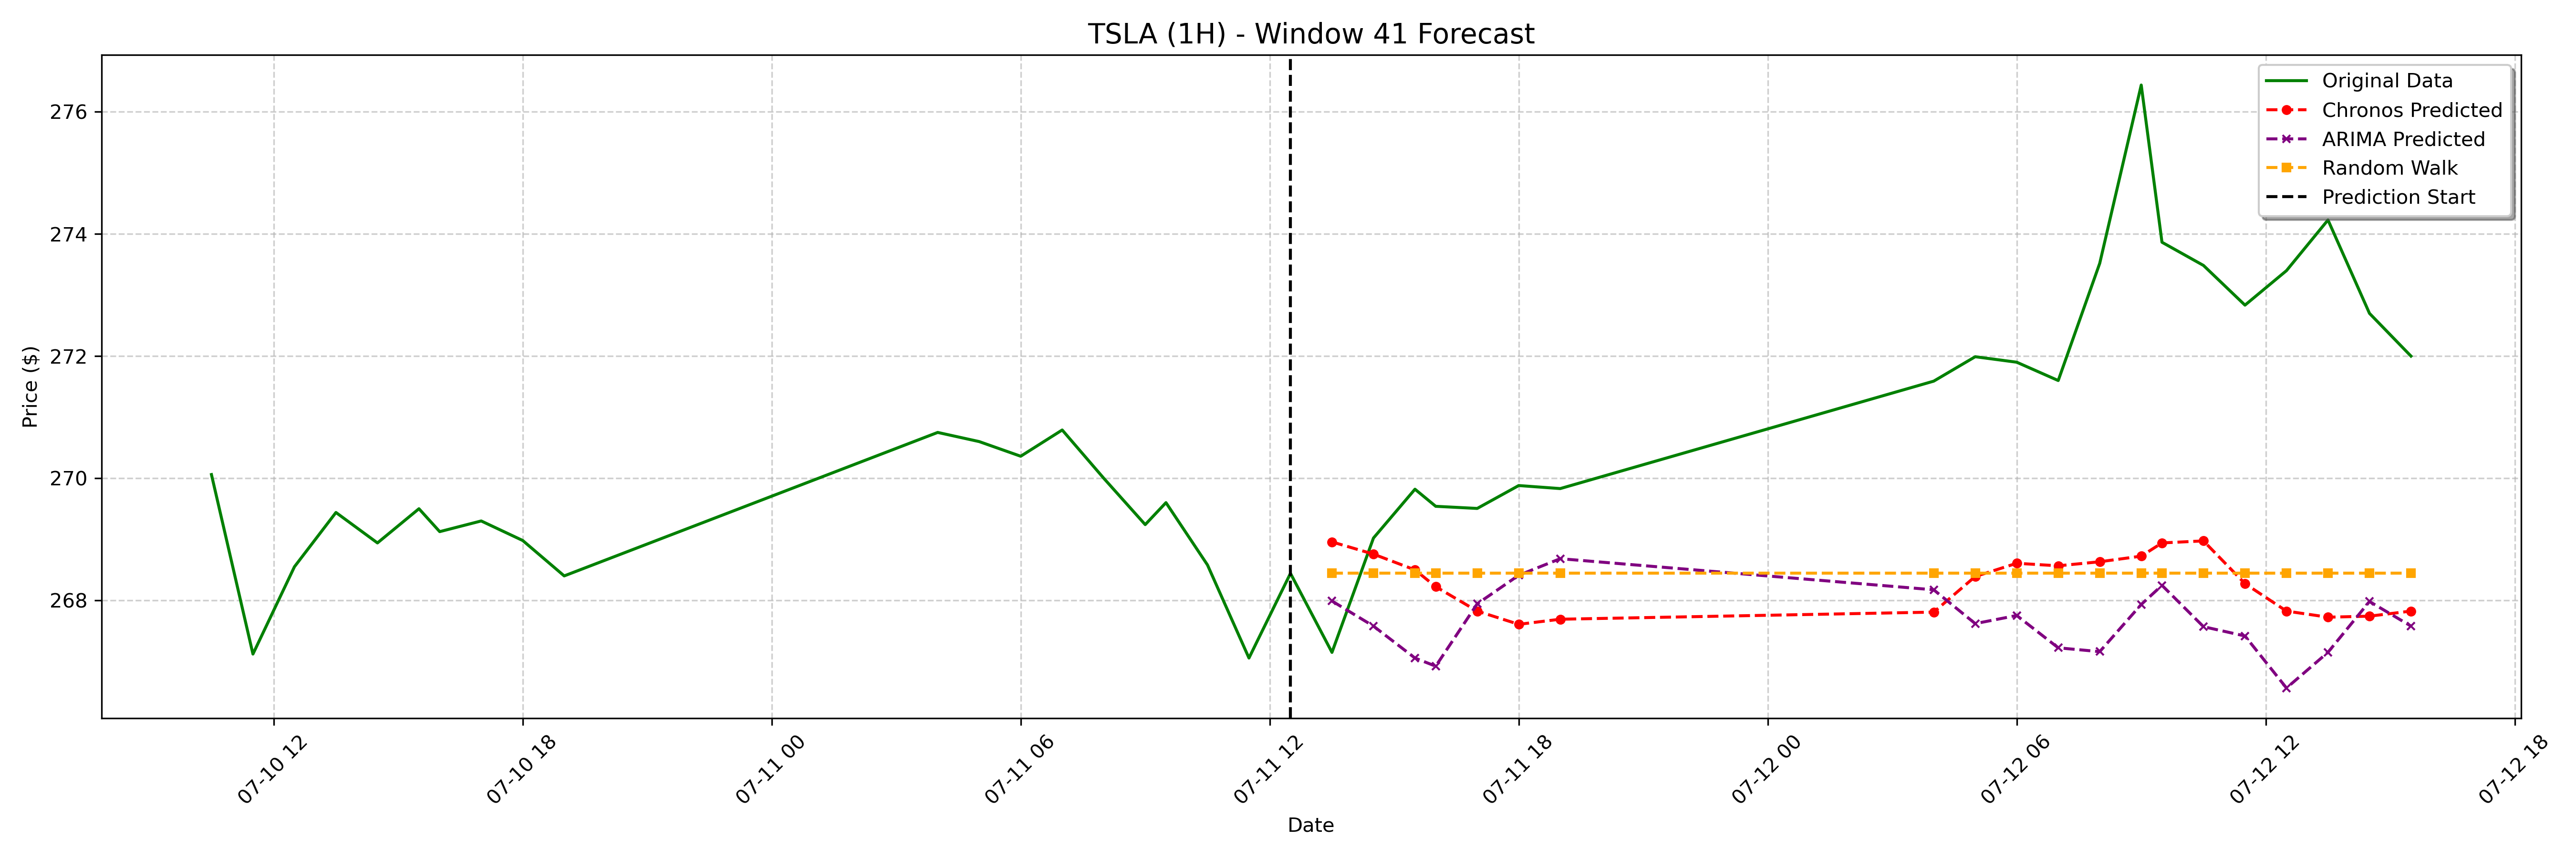 TSLA (1H) - Window 41 Forecast
Original Data
Chronos Predicted
ARIMA Predicted
Random Walk
Prediction Start
Price ($)
276
274
272
270
268
07-10 12
07-10 18
07-11 00
07-11 06
07-11 12
07-11 18
07-12 00
07-12 06
07-12 12
07-12 18
Date